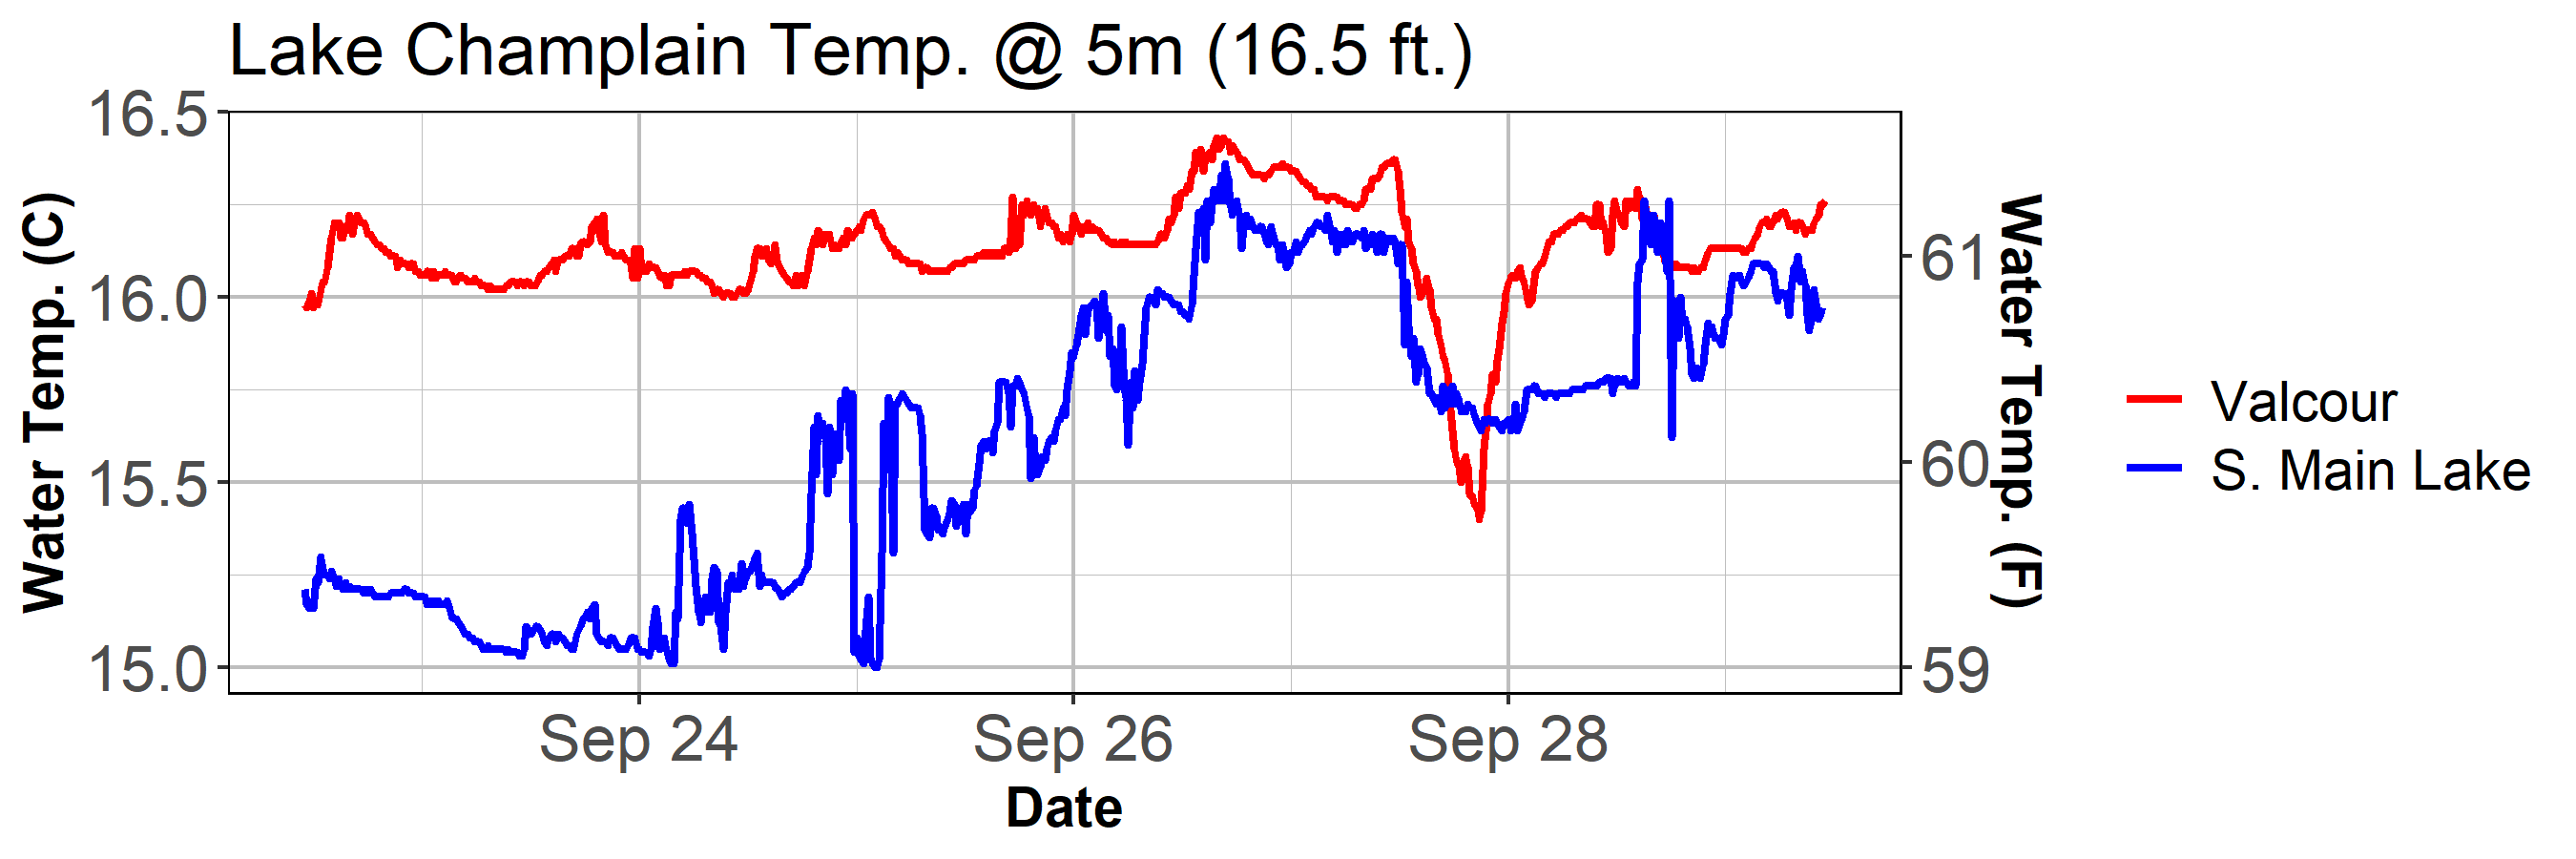 Lake Champlain Temp. @ 5m (16.5 ft.)
Water Temp. (C)
16.5
16.0
15.5
15.0
61
60
59
Water Temp. (F)
Sep 24
Sep 26
Sep 28
Date
Valcour
S. Main Lake